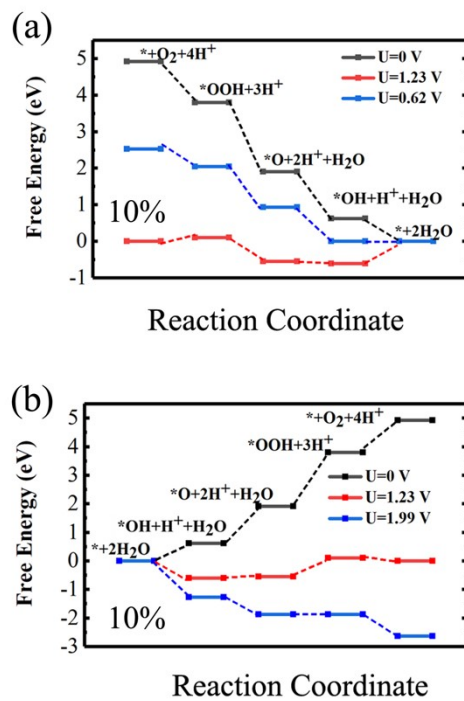 (a)
Free Energy (eV)
5
4
3
2
1
0
-1
*+O2+4H+
*OOH+3H+
*O+2H++H2O
*OH+H++H2O
*+2H2O
U=0 V
U=1.23 V
U=0.62 V
10%
Reaction Coordinate
(b)
Free Energy (eV)
5
4
3
2
1
0
-1
-2
-3
*+O2+4H+
*OOH+3H+
*O+2H++H2O
*OH+H++H2O
*+2H2O
U=0 V
U=1.23 V
U=1.99 V
10%
Reaction Coordinate